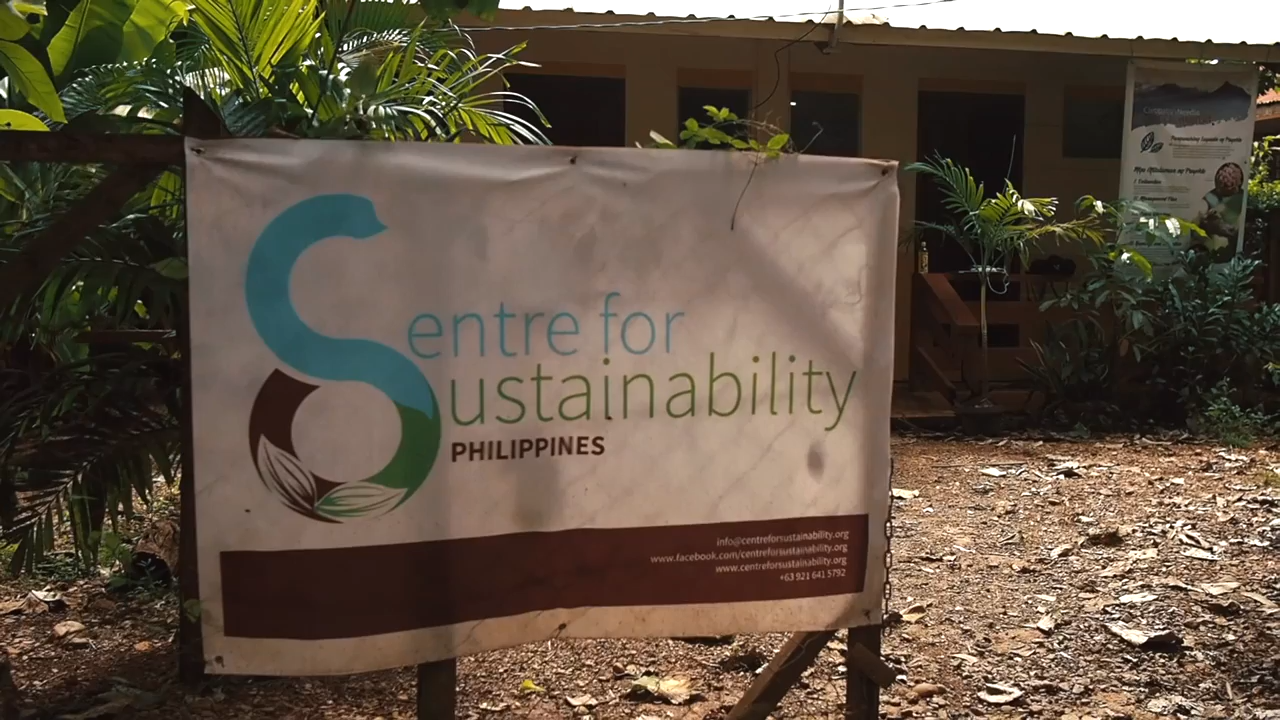 Centre for
Sustainability
PHILIPPINES
info@centreforsustainability.org
www.facebook.com/centreforsustainability.org
www.centreforsustainability.org
+63 921 641 5792